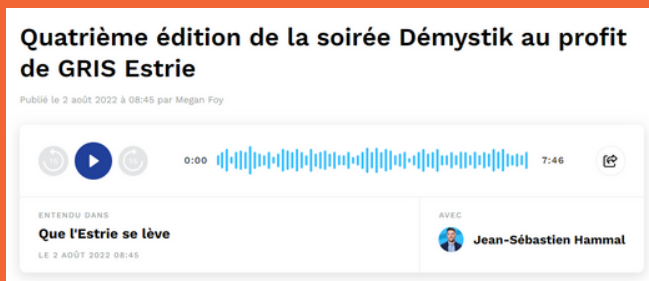 Quatrième édition de la soirée Démystik au profit
de GRIS Estrie
Publié le 2 août 2022 à 08:45 par Megan Foy
0:00
7:46
ENTENDU DANS
Que l'Estrie se lève
LE 2 AOÛT 2022 08:45
AVEC
Jean-Sébastien Hammal